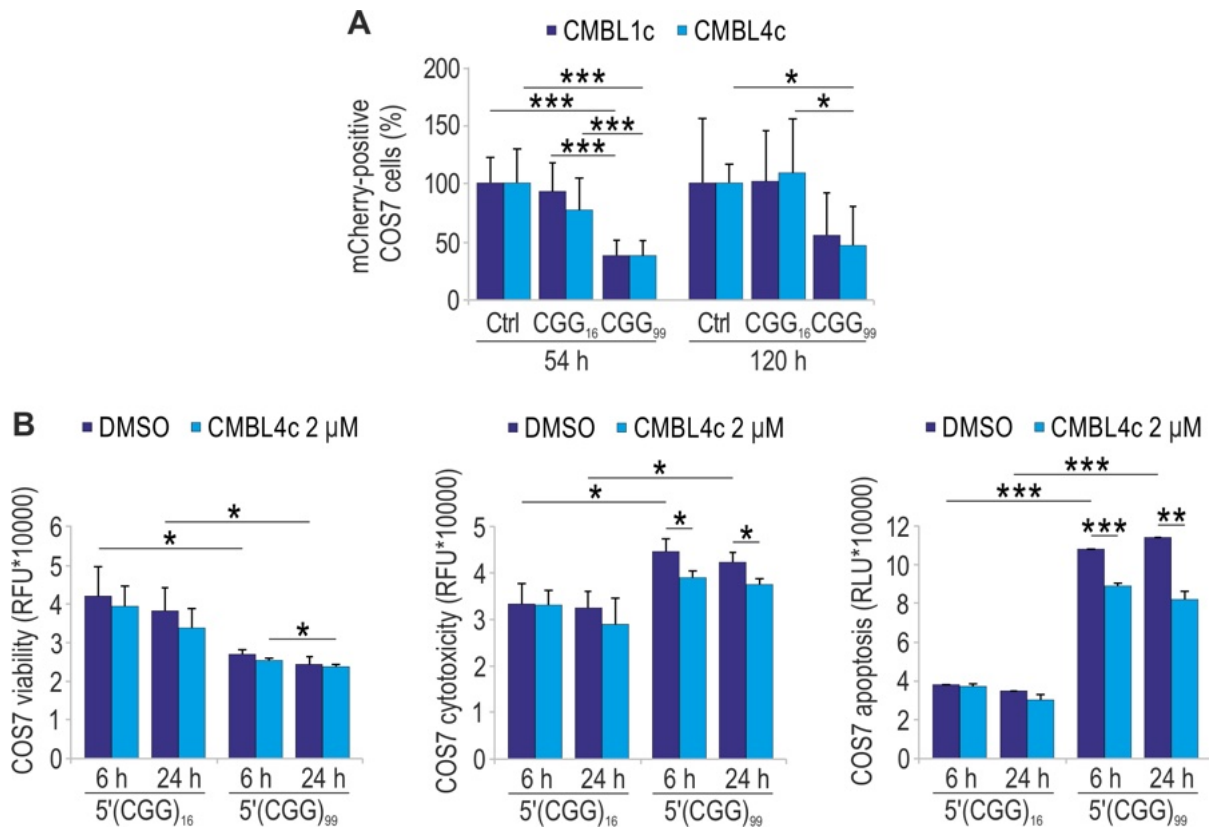 A
CMBL1c CMBL4c
mCherry-positive
COS7 cells (%)
200
150
100
50
0
*** *
*** *
***
***
Ctrl CGG₁₆ CGG₉₉ Ctrl CGG₁₆ CGG₉₉
54 h 120 h
B
DMSO CMBL4c 2 µM
COS7 viability (RFU*10000)
6
5
4
3
2
1
0
*
*
*
6 h 24 h 6 h 24 h
5'(CGG)₁₆ 5'(CGG)₉₉
DMSO CMBL4c 2 µM
COS7 cytotoxicity (RFU*10000)
5
4
3
2
1
0
*
*
* *
6 h 24 h 6 h 24 h
5'(CGG)₁₆ 5'(CGG)₉₉
DMSO CMBL4c 2 µM
COS7 apoptosis (RLU*10000)
12
10
8
6
4
2
0
***
***
*** **
6 h 24 h 6 h 24 h
5'(CGG)₁₆ 5'(CGG)₉₉